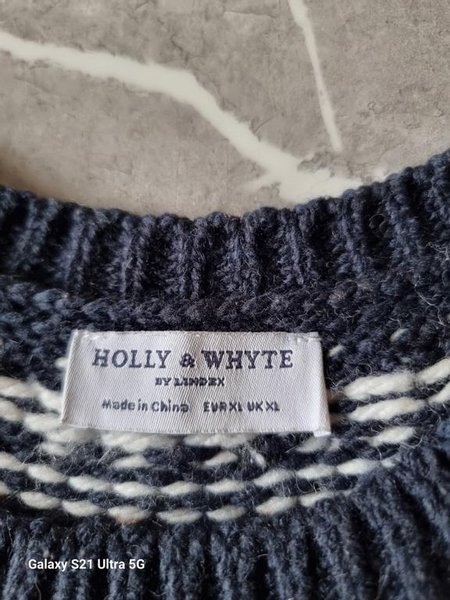 HOLLY & WHYTE
BY LINDEX
Made in China EUR XL UK XL
Galaxy S21 Ultra 5G